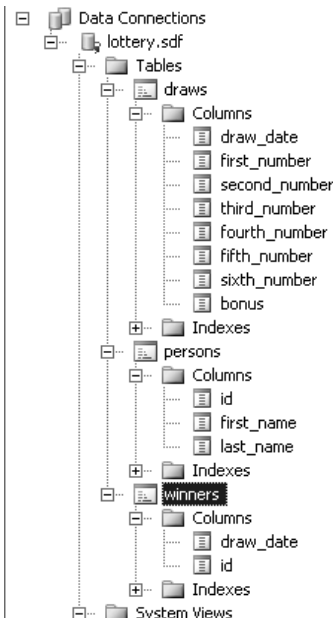 Data Connections
lottery.sdf
Tables
draws
Columns
draw_date
first_number
second_number
third_number
fourth_number
fifth_number
sixth_number
bonus
Indexes
persons
Columns
id
first_name
last_name
Indexes
winners
Columns
draw_date
id
Indexes
System Views